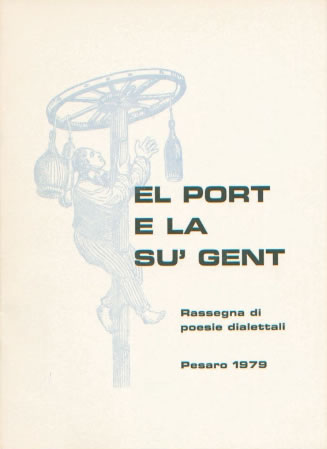 EL PORT
E LA
SU' GENT
Rassegna di
poesie dialettali
Pesaro 1979